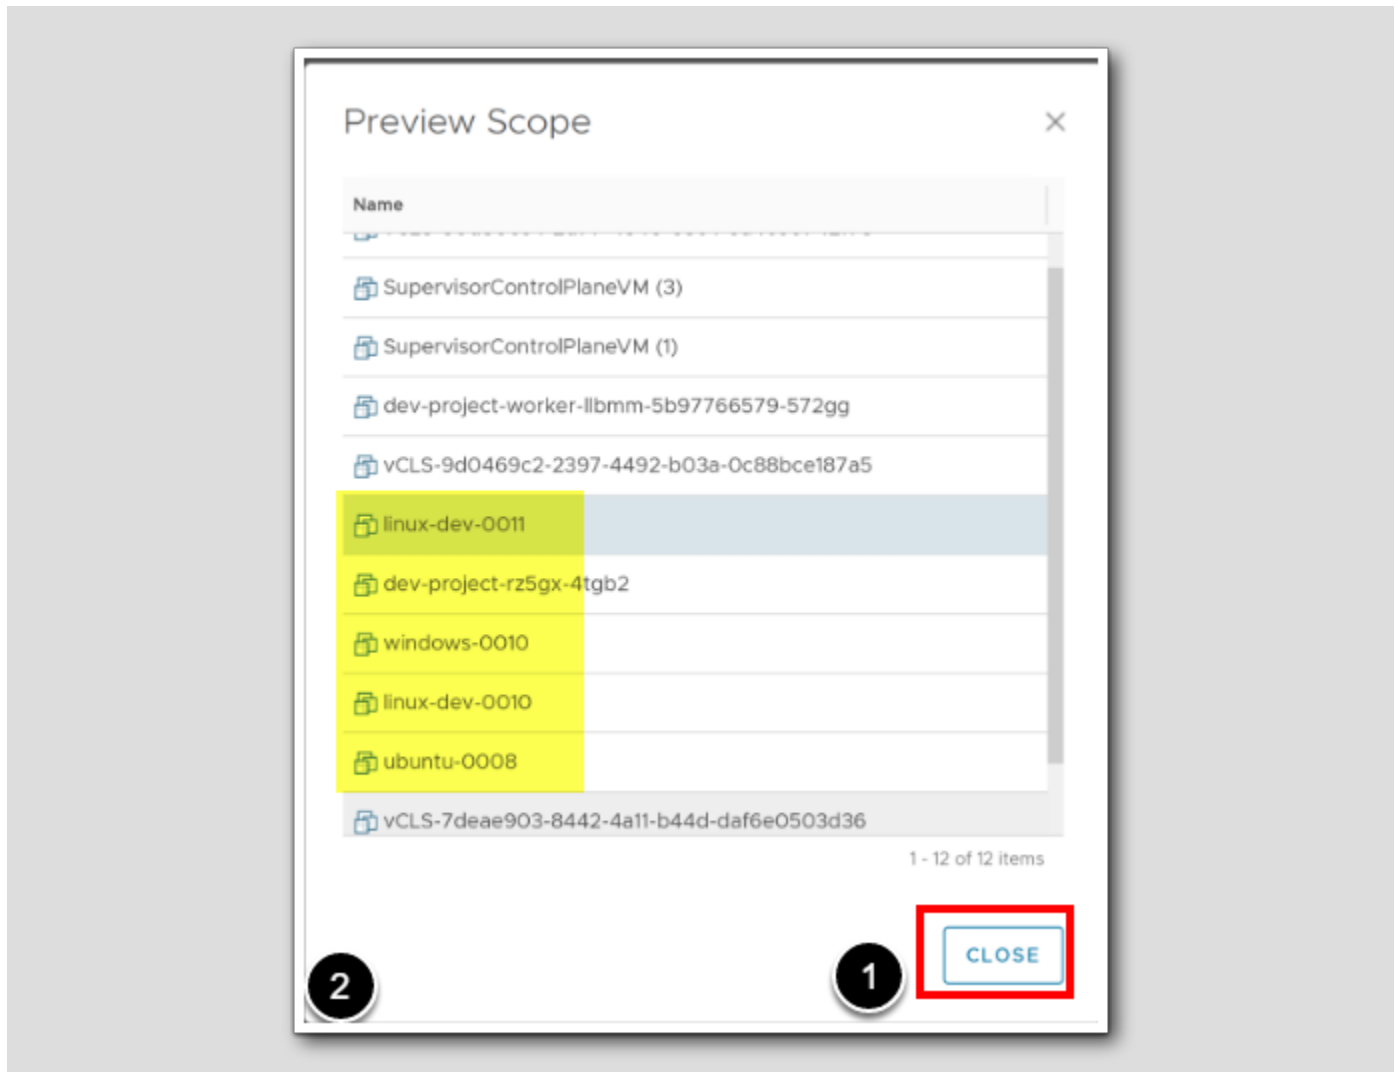 Preview Scope
Name
SupervisorControlPlaneVM (3)
SupervisorControlPlaneVM (1)
dev-project-worker-llbmm-5b97766579-572gg
vCLS-9d0469c2-2397-4492-b03a-0c88bce187a5
linux-dev-0011
dev-project-rz5gx-4tgb2
windows-0010
linux-dev-0010
ubuntu-0008
vCLS-7deae903-8442-4a11-b44d-daf6e0503d36
1 - 12 of 12 items
CLOSE
1
2